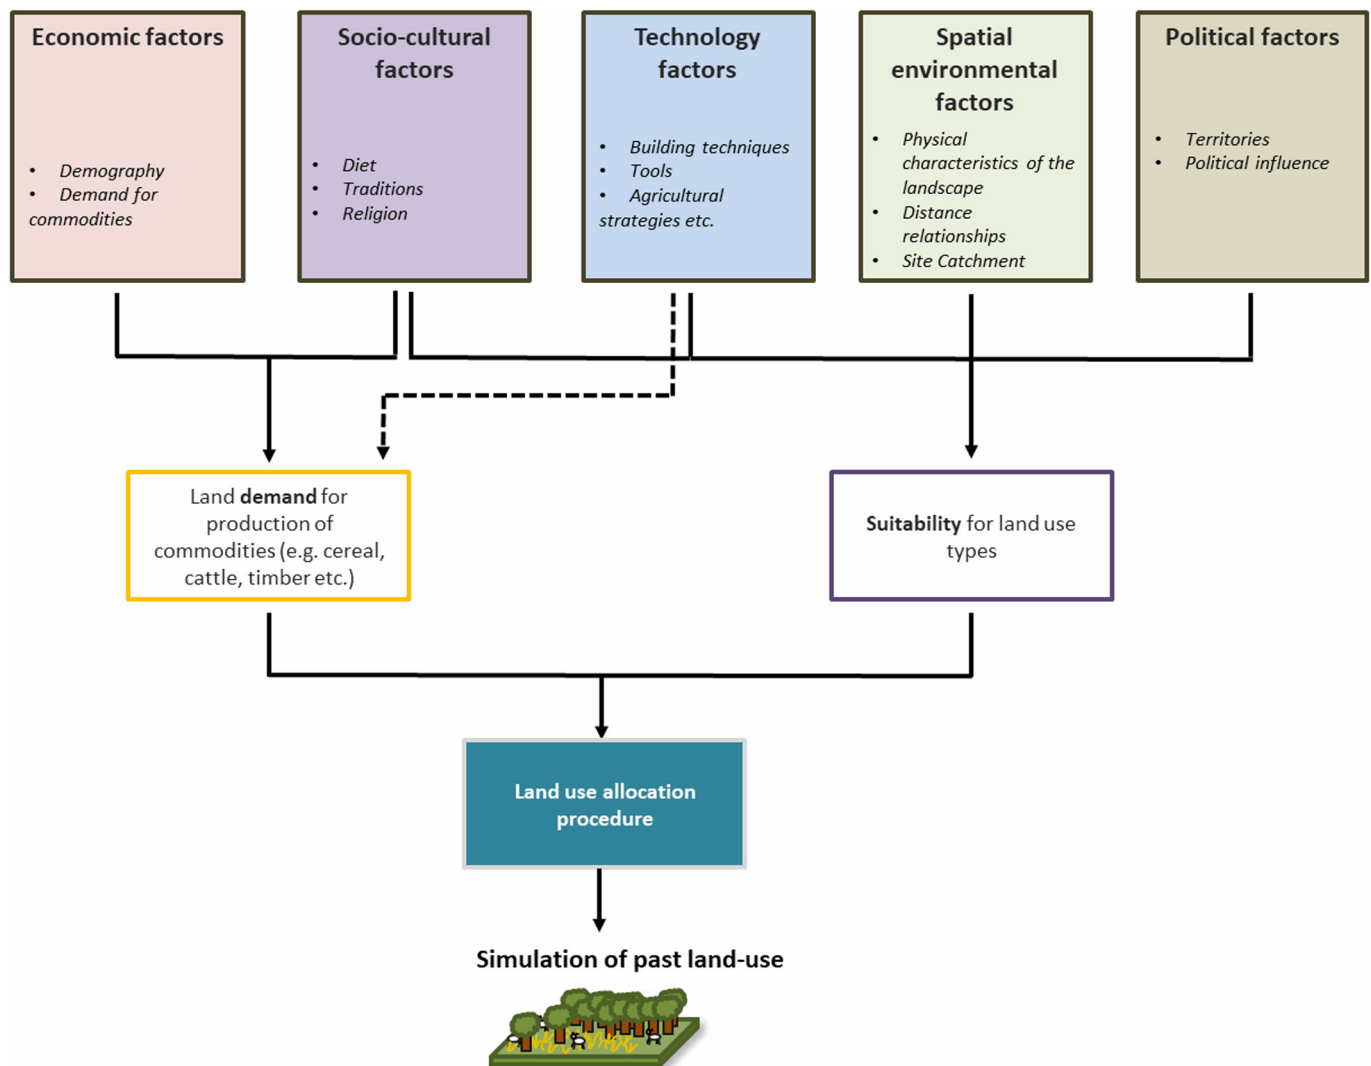 Economic factors
• Demography
• Demand for
commodities
Socio-cultural
factors
• Diet
• Traditions
• Religion
Technology
factors
• Building techniques
• Tools
• Agricultural
strategies etc.
Spatial
environmental
factors
• Physical
characteristics of the
landscape
• Distance
relationships
• Site Catchment
Political factors
• Territories
• Political influence
Land demand for
production of
commodities (e.g. cereal,
cattle, timber etc.)
Suitability for land use
types
Land use allocation
procedure
Simulation of past land-use